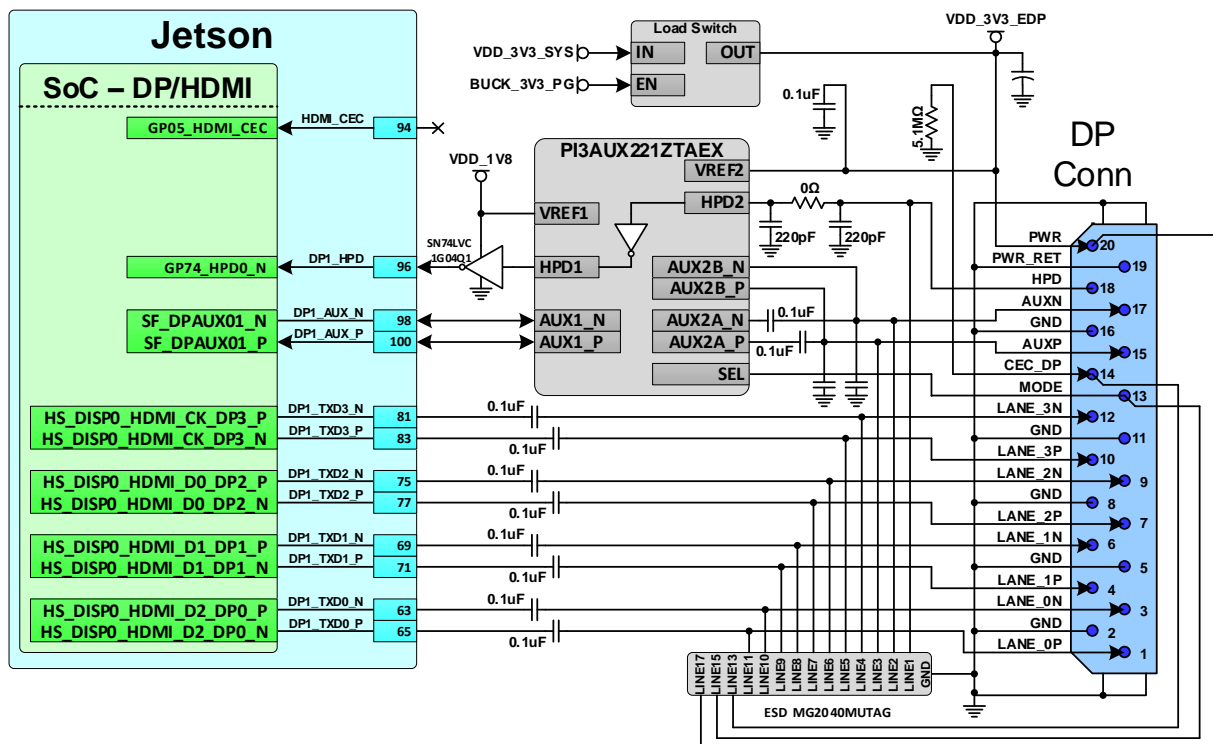 Jetson
SoC – DP/HDMI
GP05_HDMI_CEC
HDMI_CEC
94
GP74_HPD0_N
DP1_HPD
96
SF_DPAUX01_N
DP1_AUX_N
98
SF_DPAUX01_P
DP1_AUX_P
100
HS_DISP0_HDMI_CK_DP3_P
DP1_TXD3_N
81
HS_DISP0_HDMI_CK_DP3_N
DP1_TXD3_P
83
HS_DISP0_HDMI_D0_DP2_P
DP1_TXD2_N
75
HS_DISP0_HDMI_D0_DP2_N
DP1_TXD2_P
77
HS_DISP0_HDMI_D1_DP1_P
DP1_TXD1_N
69
HS_DISP0_HDMI_D1_DP1_N
DP1_TXD1_P
71
HS_DISP0_HDMI_D2_DP0_P
DP1_TXD0_N
63
HS_DISP0_HDMI_D2_DP0_N
DP1_TXD0_P
65
0.1uF
0.1uF
0.1uF
0.1uF
0.1uF
0.1uF
0.1uF
0.1uF
VDD_3V3_SYS
BUCK_3V3_PG
Load Switch
IN
OUT
EN
VDD_3V3_EDP
0.1uF
5.1MΩ
VDD_1V8
SN74LVC
1G04Q1
PI3AUX221ZTAEX
VREF2
HPD2
VREF1
HPD1
AUX2B_N
AUX2B_P
AUX1_N
AUX2A_N
AUX1_P
AUX2A_P
SEL
0Ω
220pF
220pF
0.1uF
0.1uF
DP
Conn
PWR
20
PWR_RET
19
HPD
18
AUXN
17
GND
16
AUXP
15
CEC_DP
14
MODE
13
LANE_3N
12
GND
11
LANE_3P
10
LANE_2N
9
GND
8
LANE_2P
7
LANE_1N
6
GND
5
LANE_1P
4
LANE_0N
3
GND
2
LANE_0P
1
LINE17
LINE15
LINE13
LINE11
LINE10
LINE9
LINE8
LINE7
LINE6
LINE5
LINE4
LINE3
LINE2
LINE1
GND
ESD MG2040MUTAG